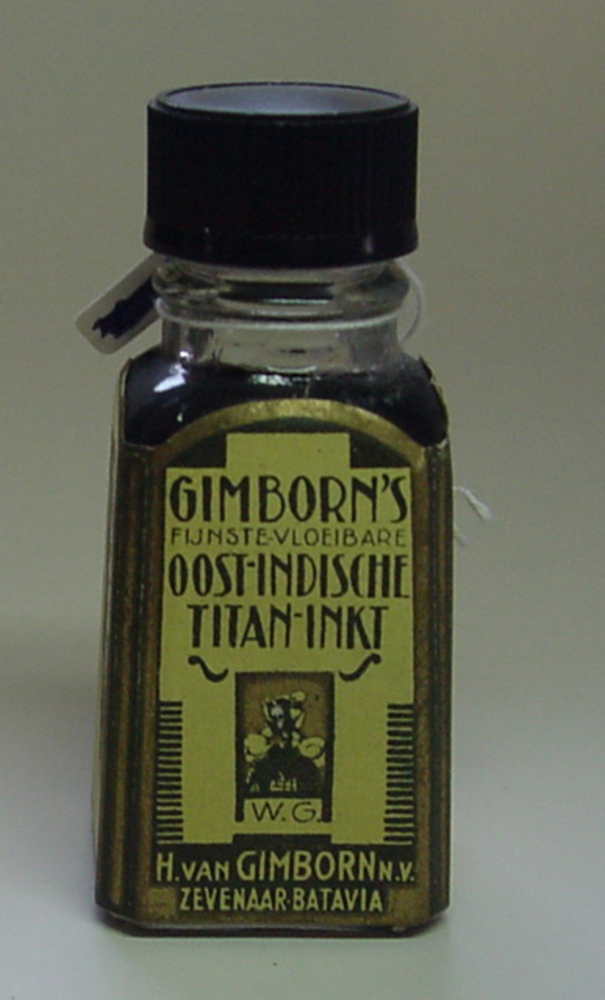 GIMBORN'S
FIJNSTE-VLOEIBARE
OOST-INDISCHE
TITAN-INKT
W.G.
H. VAN GIMBORN N.V.
ZEVENAAR-BATAVIA